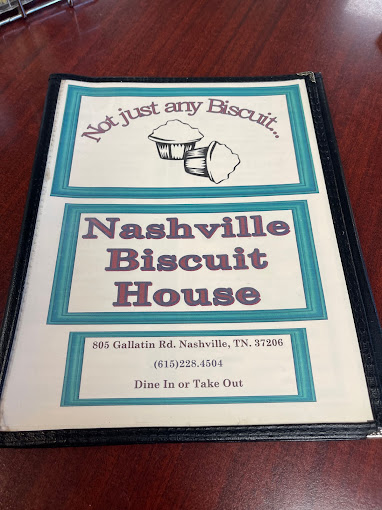 Not just any Biscuit...
Nashville
Biscuit
House
805 Gallatin Rd. Nashville, TN. 37206
(615)228.4504
Dine In or Take Out